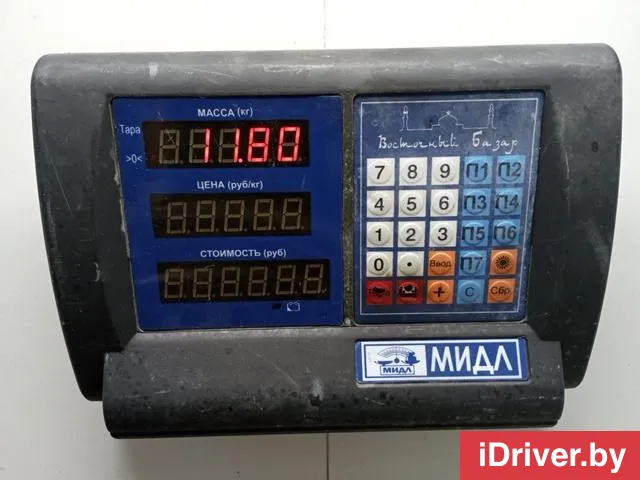 МАССА (кг)
Тара
>0<
11.80
ЦЕНА (руб/кг)
СТОИМОСТЬ (руб)
Восточный Базар
7 8 9 П1 П2
4 5 6 П3 П4
1 2 3 П5 П6
0 • Ввод П7
+ С Сбр
МИДЛ
МИДЛ
iDriver.by